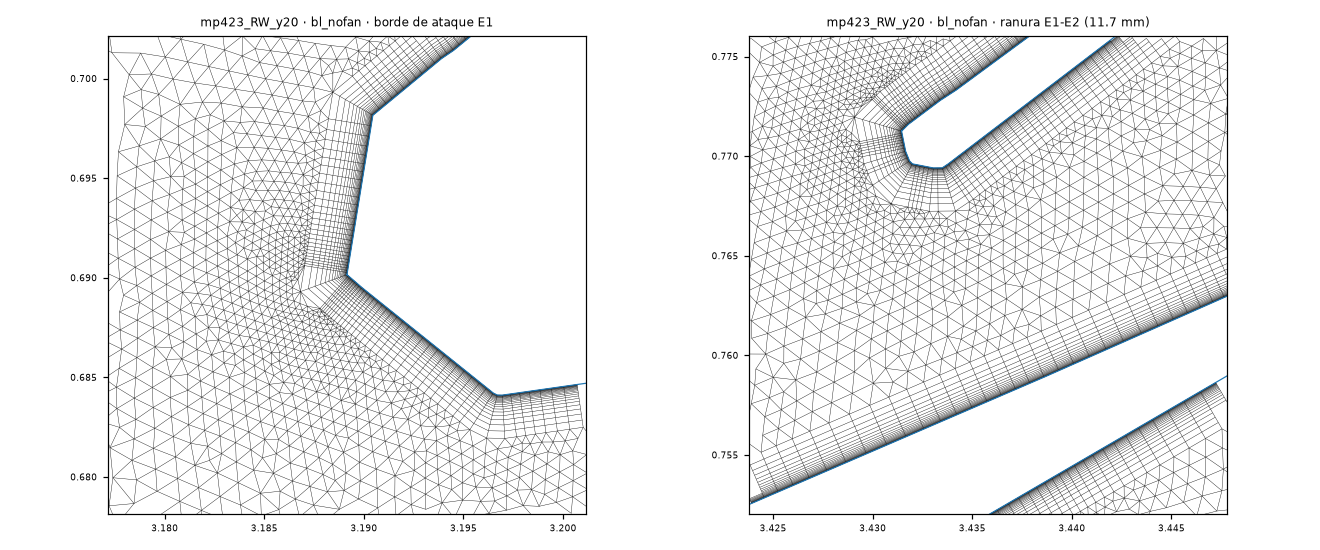 mp423_RW_y20 · bl_nofan · borde de ataque E1
0.700
0.695
0.690
0.685
0.680
3.180 3.185 3.190 3.195 3.200
mp423_RW_y20 · bl_nofan · ranura E1-E2 (11.7 mm)
0.775
0.770
0.765
0.760
0.755
3.425 3.430 3.435 3.440 3.445